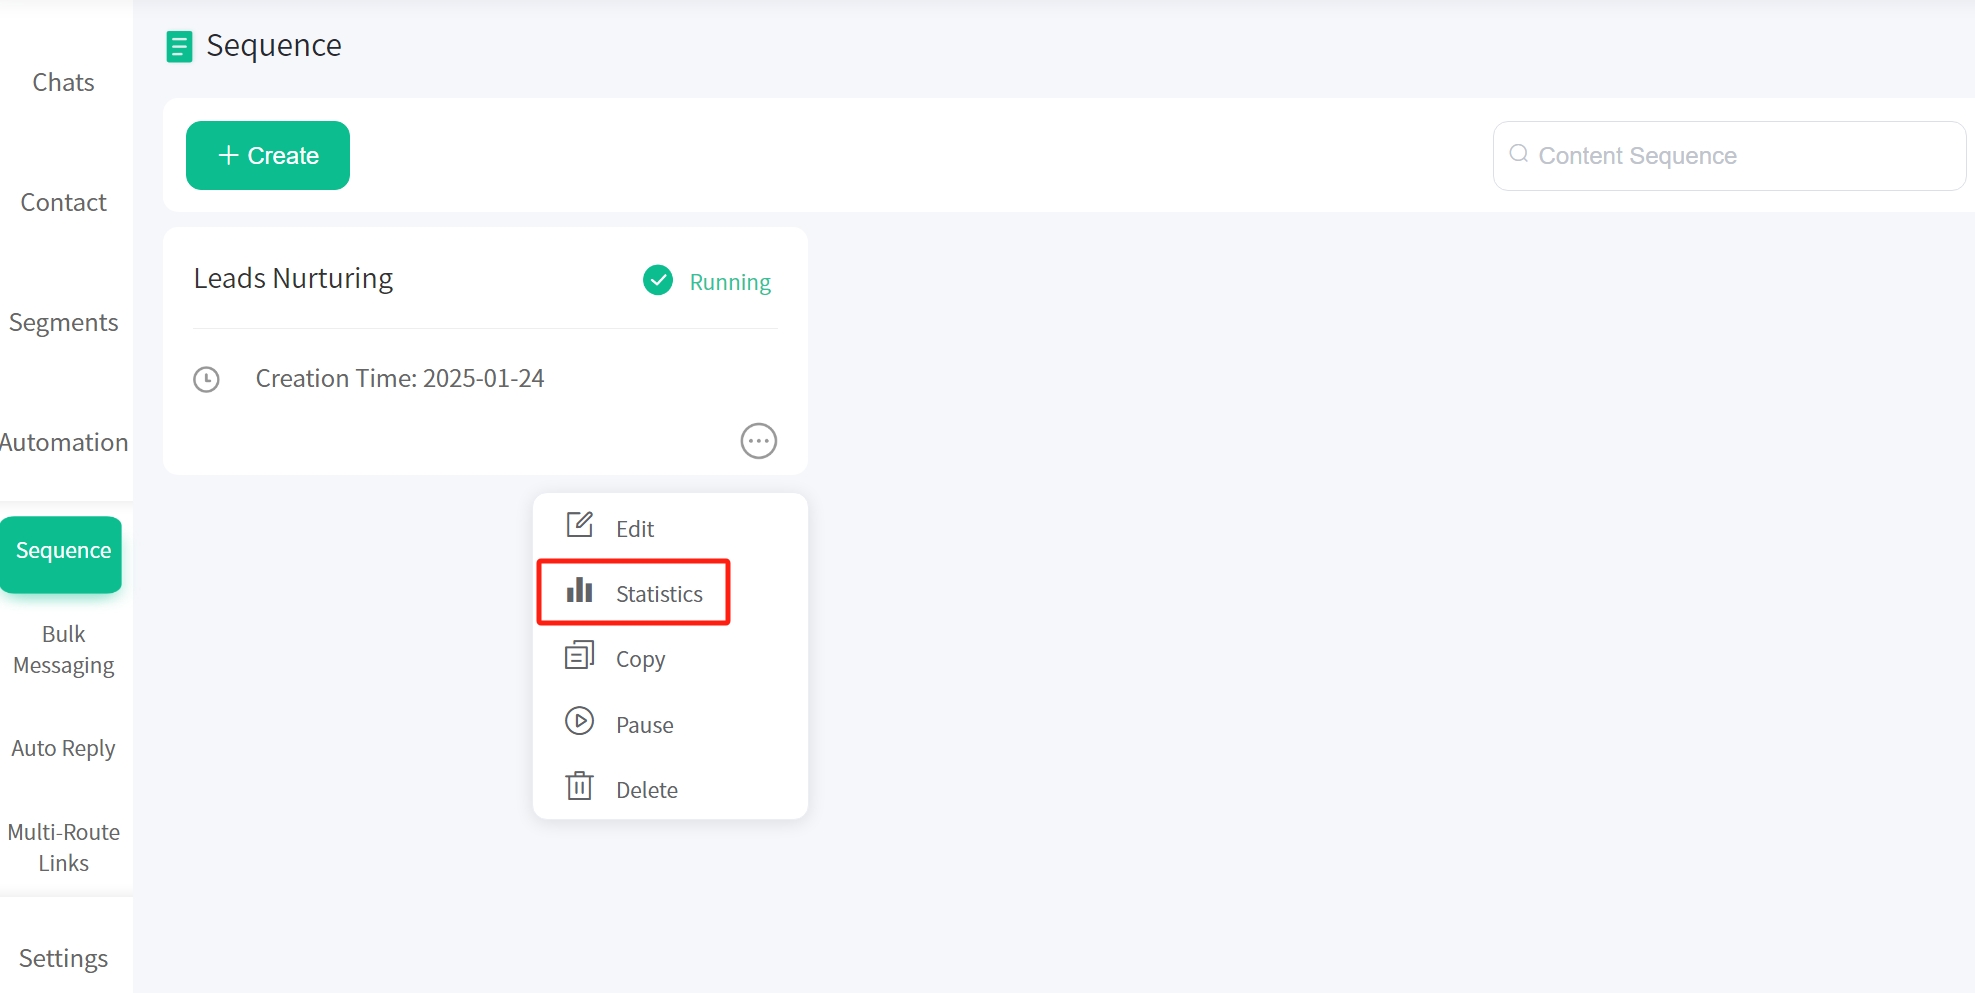 Chats
Contact
Segments
Automation
Sequence
Bulk
Messaging
Auto Reply
Multi-Route
Links
Settings
Sequence
Create
Content Sequence
Leads Nurturing
Running
Creation Time: 2025-01-24
Edit
Statistics
Copy
Pause
Delete